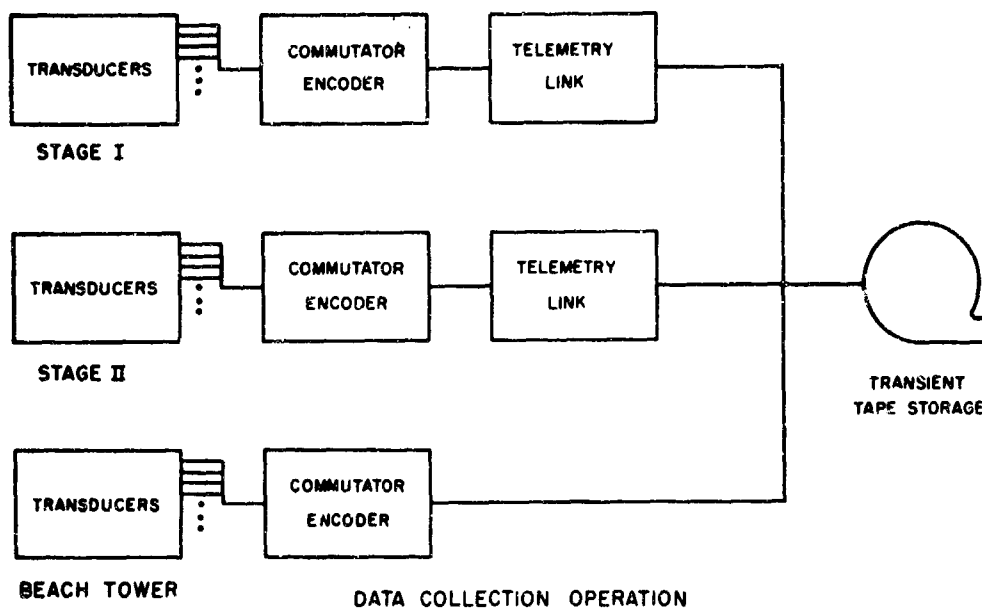 TRANSDUCERS
COMMUTATOR
ENCODER
TELEMETRY
LINK
STAGE I
TRANSDUCERS
COMMUTATOR
ENCODER
TELEMETRY
LINK
STAGE II
TRANSIENT
TAPE STORAGE
TRANSDUCERS
COMMUTATOR
ENCODER
BEACH TOWER
DATA COLLECTION OPERATION